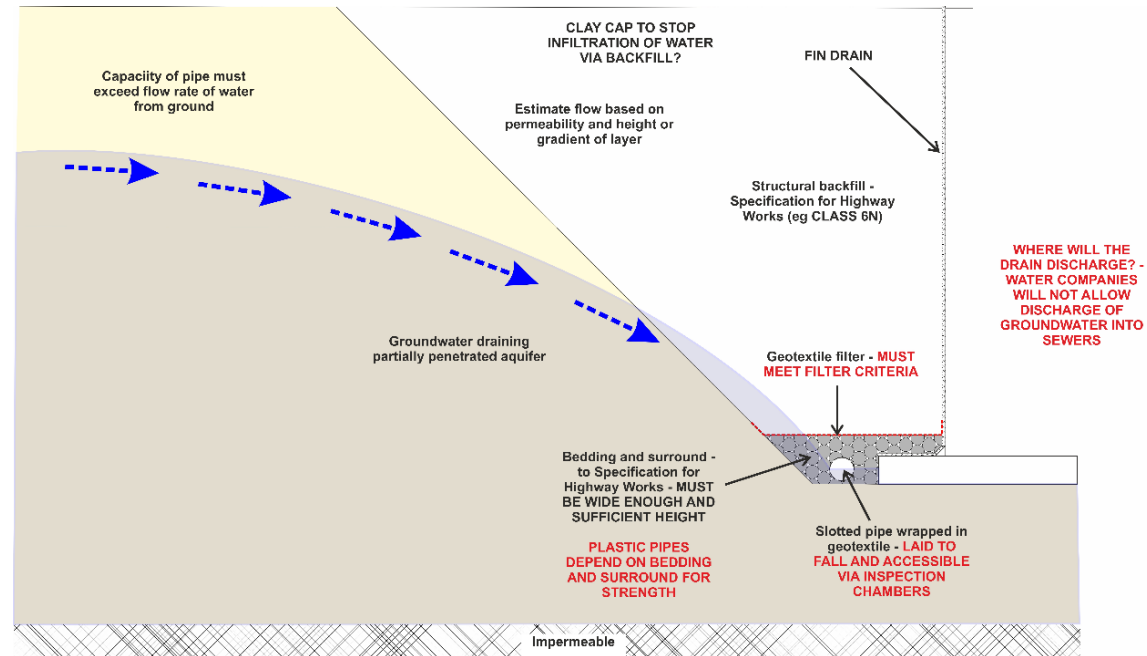 CLAY CAP TO STOP
INFILTRATION OF WATER
VIA BACKFILL?
FIN DRAIN
Capaciity of pipe must
exceed flow rate of water
from ground
Estimate flow based on
permeability and height or
gradient of layer
Structural backfill -
Specification for Highway
Works (eg CLASS 6N)
WHERE WILL THE
DRAIN DISCHARGE? -
WATER COMPANIES
WILL NOT ALLOW
DISCHARGE OF
GROUNDWATER INTO
SEWERS
Groundwater draining
partially penetrated aquifer
Geotextile filter - MUST
MEET FILTER CRITERIA
Bedding and surround -
to Specification for
Highway Works - MUST
BE WIDE ENOUGH AND
SUFFICIENT HEIGHT
PLASTIC PIPES
DEPEND ON BEDDING
AND SURROUND FOR
STRENGTH
Slotted pipe wrapped in
geotextile - LAID TO
FALL AND ACCESSIBLE
VIA INSPECTION
CHAMBERS
Impermeable